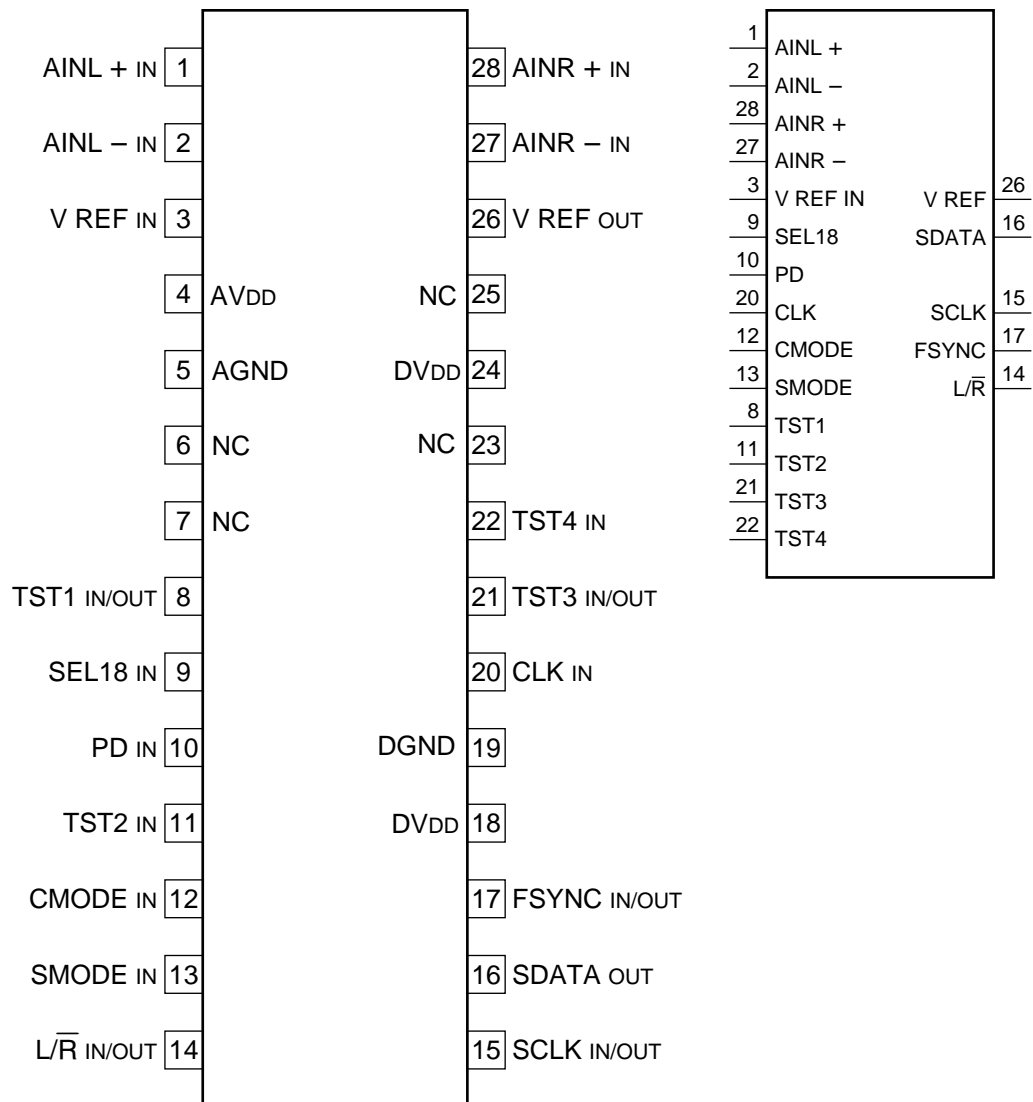 AINL + IN 1
28 AINR + IN
AINL – IN 2
27 AINR – IN
V REF IN 3
26 V REF OUT
4 AVDD
NC 25
5 AGND
DVDD 24
6 NC
NC 23
7 NC
22 TST4 IN
TST1 IN/OUT 8
21 TST3 IN/OUT
SEL18 IN 9
20 CLK IN
PD IN 10
DGND 19
TST2 IN 11
DVDD 18
CMODE IN 12
17 FSYNC IN/OUT
SMODE IN 13
16 SDATA OUT
L/R̅ IN/OUT 14
15 SCLK IN/OUT
1 AINL +
2 AINL –
28 AINR +
27 AINR –
3 V REF IN
V REF 26
9 SEL18
SDATA 16
10 PD
20 CLK
SCLK 15
12 CMODE
FSYNC 17
13 SMODE
L/R̅ 14
8 TST1
11 TST2
21 TST3
22 TST4